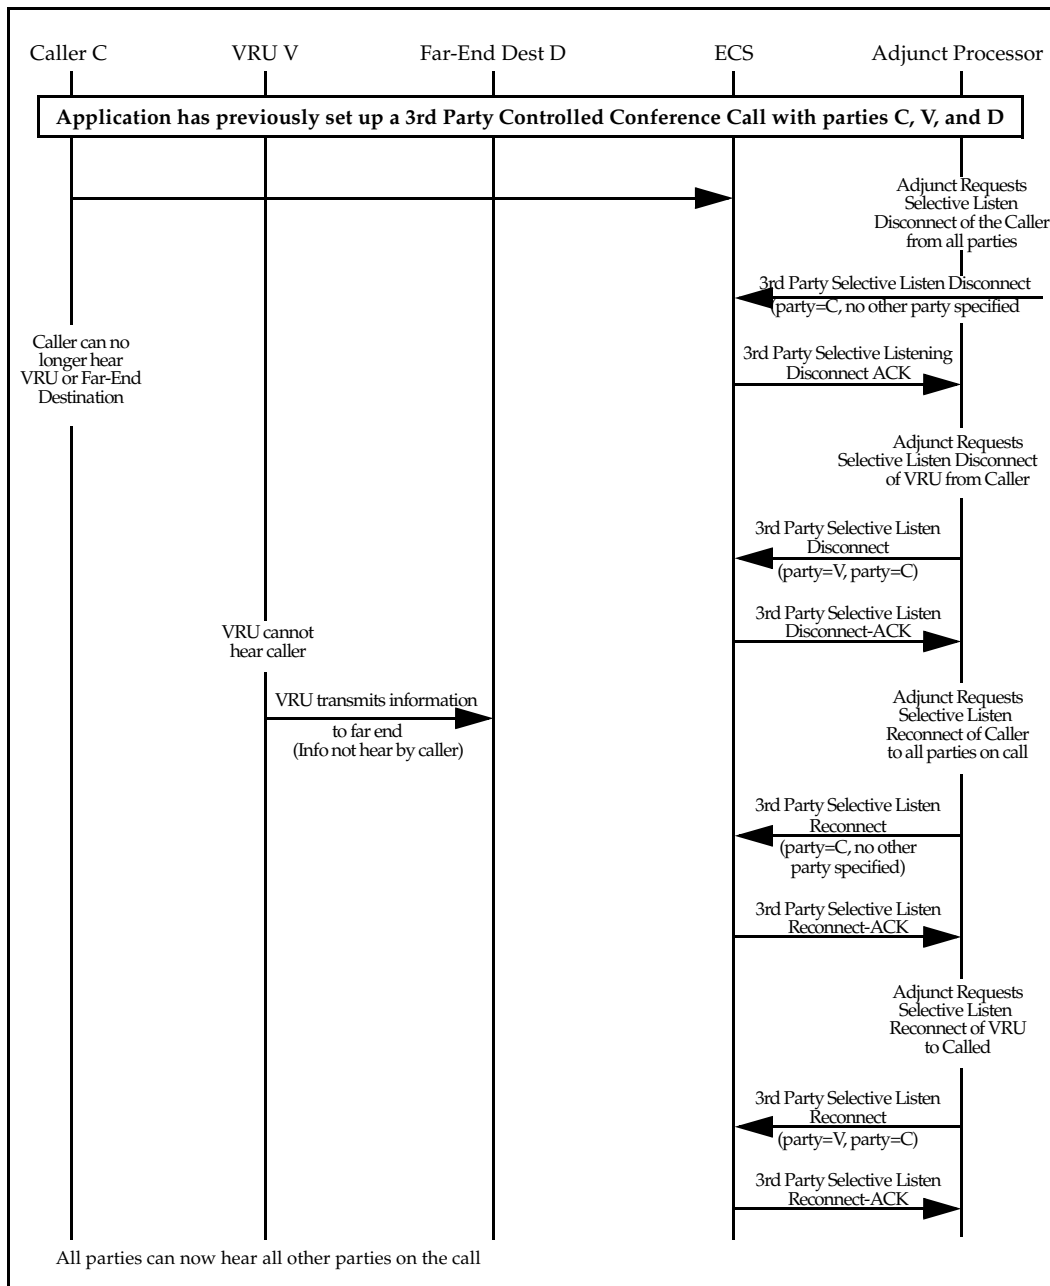 Caller C
VRU V
Far-End Dest D
ECS
Adjunct Processor
Application has previously set up a 3rd Party Controlled Conference Call with parties C, V, and D
Adjunct Requests
Selective Listen
Disconnect of the Caller
from all parties
3rd Party Selective Listen Disconnect
(party=C, no other party specified
Caller can no
longer hear
VRU or Far-End
Destination
3rd Party Selective Listening
Disconnect ACK
Adjunct Requests
Selective Listen Disconnect
of VRU from Caller
3rd Party Selective Listen
Disconnect
(party=V, party=C)
3rd Party Selective Listen
Disconnect-ACK
VRU cannot
hear caller
VRU transmits information
to far end
(Info not hear by caller)
Adjunct Requests
Selective Listen
Reconnect of Caller
to all parties on call
3rd Party Selective Listen
Reconnect
(party=C, no other
party specified)
3rd Party Selective Listen
Reconnect-ACK
Adjunct Requests
Selective Listen
Reconnect of VRU
to Called
3rd Party Selective Listen
Reconnect
(party=V, party=C)
3rd Party Selective Listen
Reconnect-ACK
All parties can now hear all other parties on the call